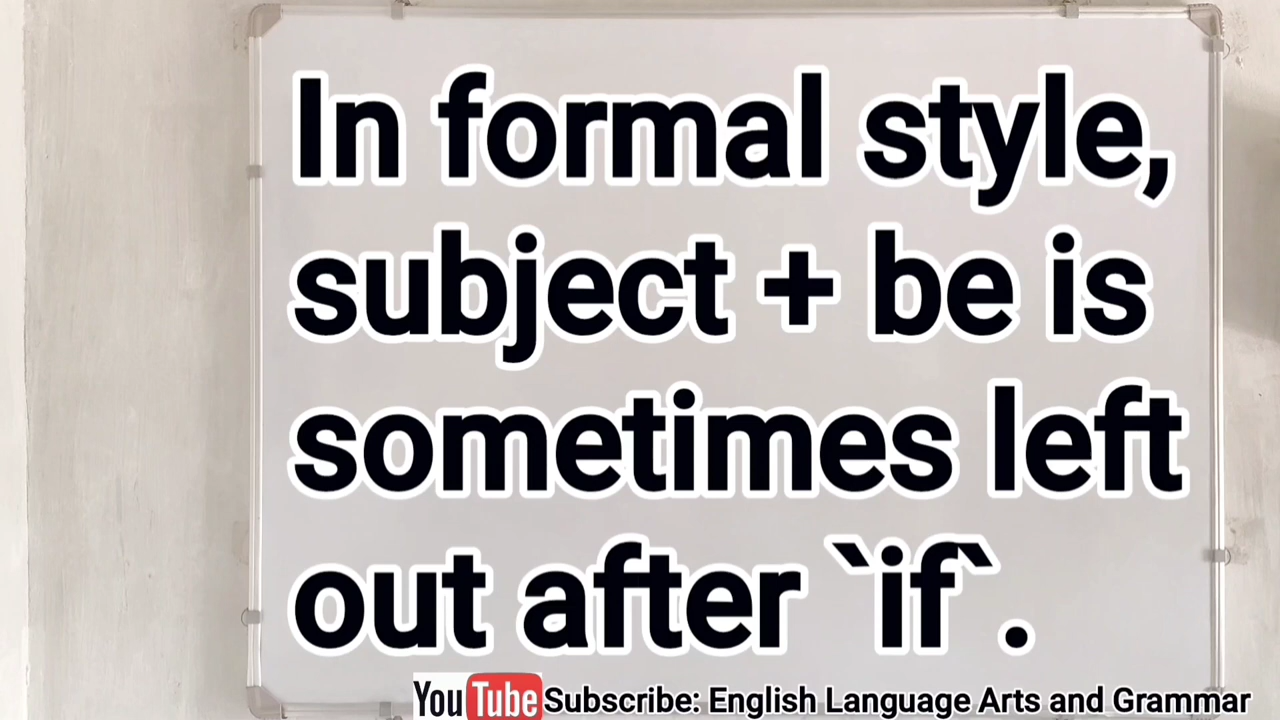 In formal style,
subject + be is
sometimes left
out after `if`.
YouTube Subscribe: English Language Arts and Grammar